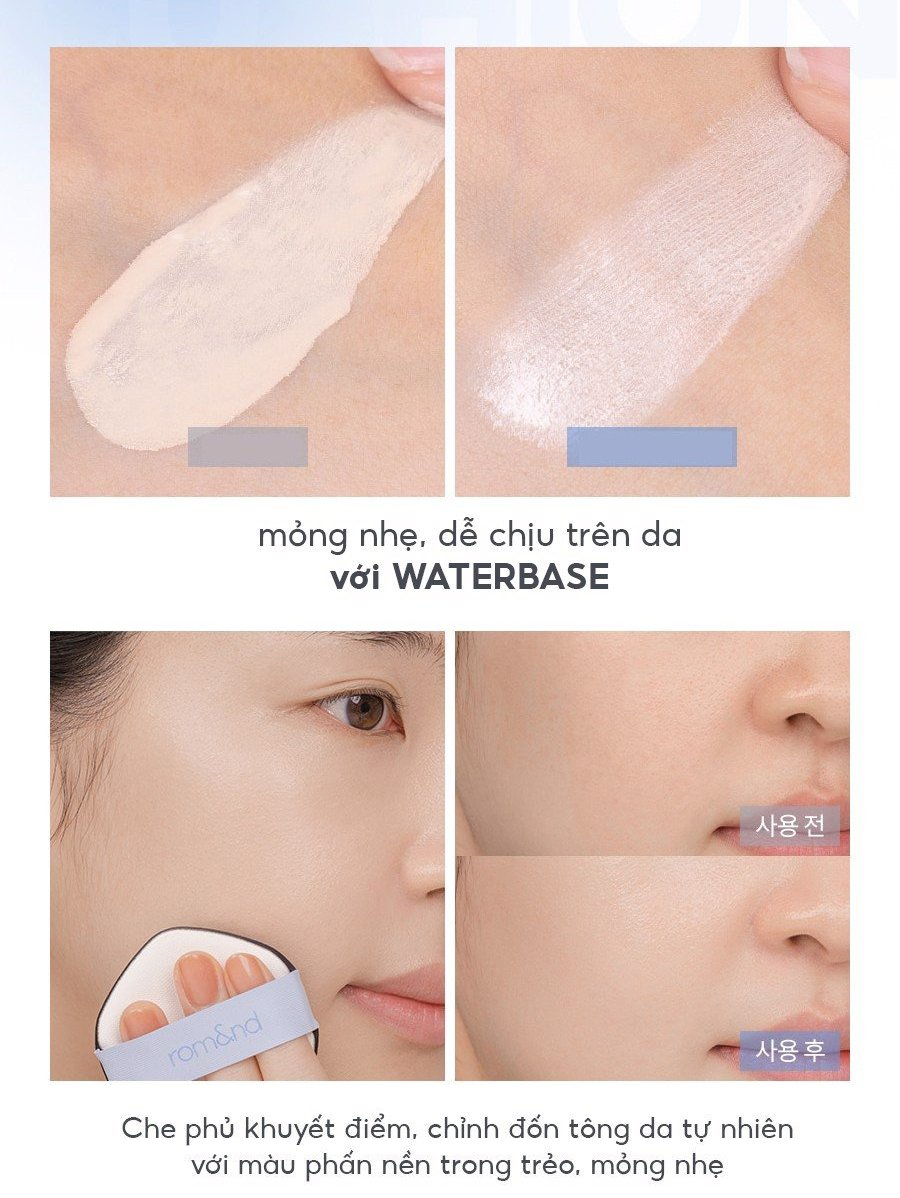 mỏng nhẹ, dễ chịu trên da
với WATERBASE
rom&nd
사용 전
사용 후
Che phủ khuyết điểm, chỉnh đốn tông da tự nhiên
với màu phấn nền trong trẻo, mỏng nhẹ